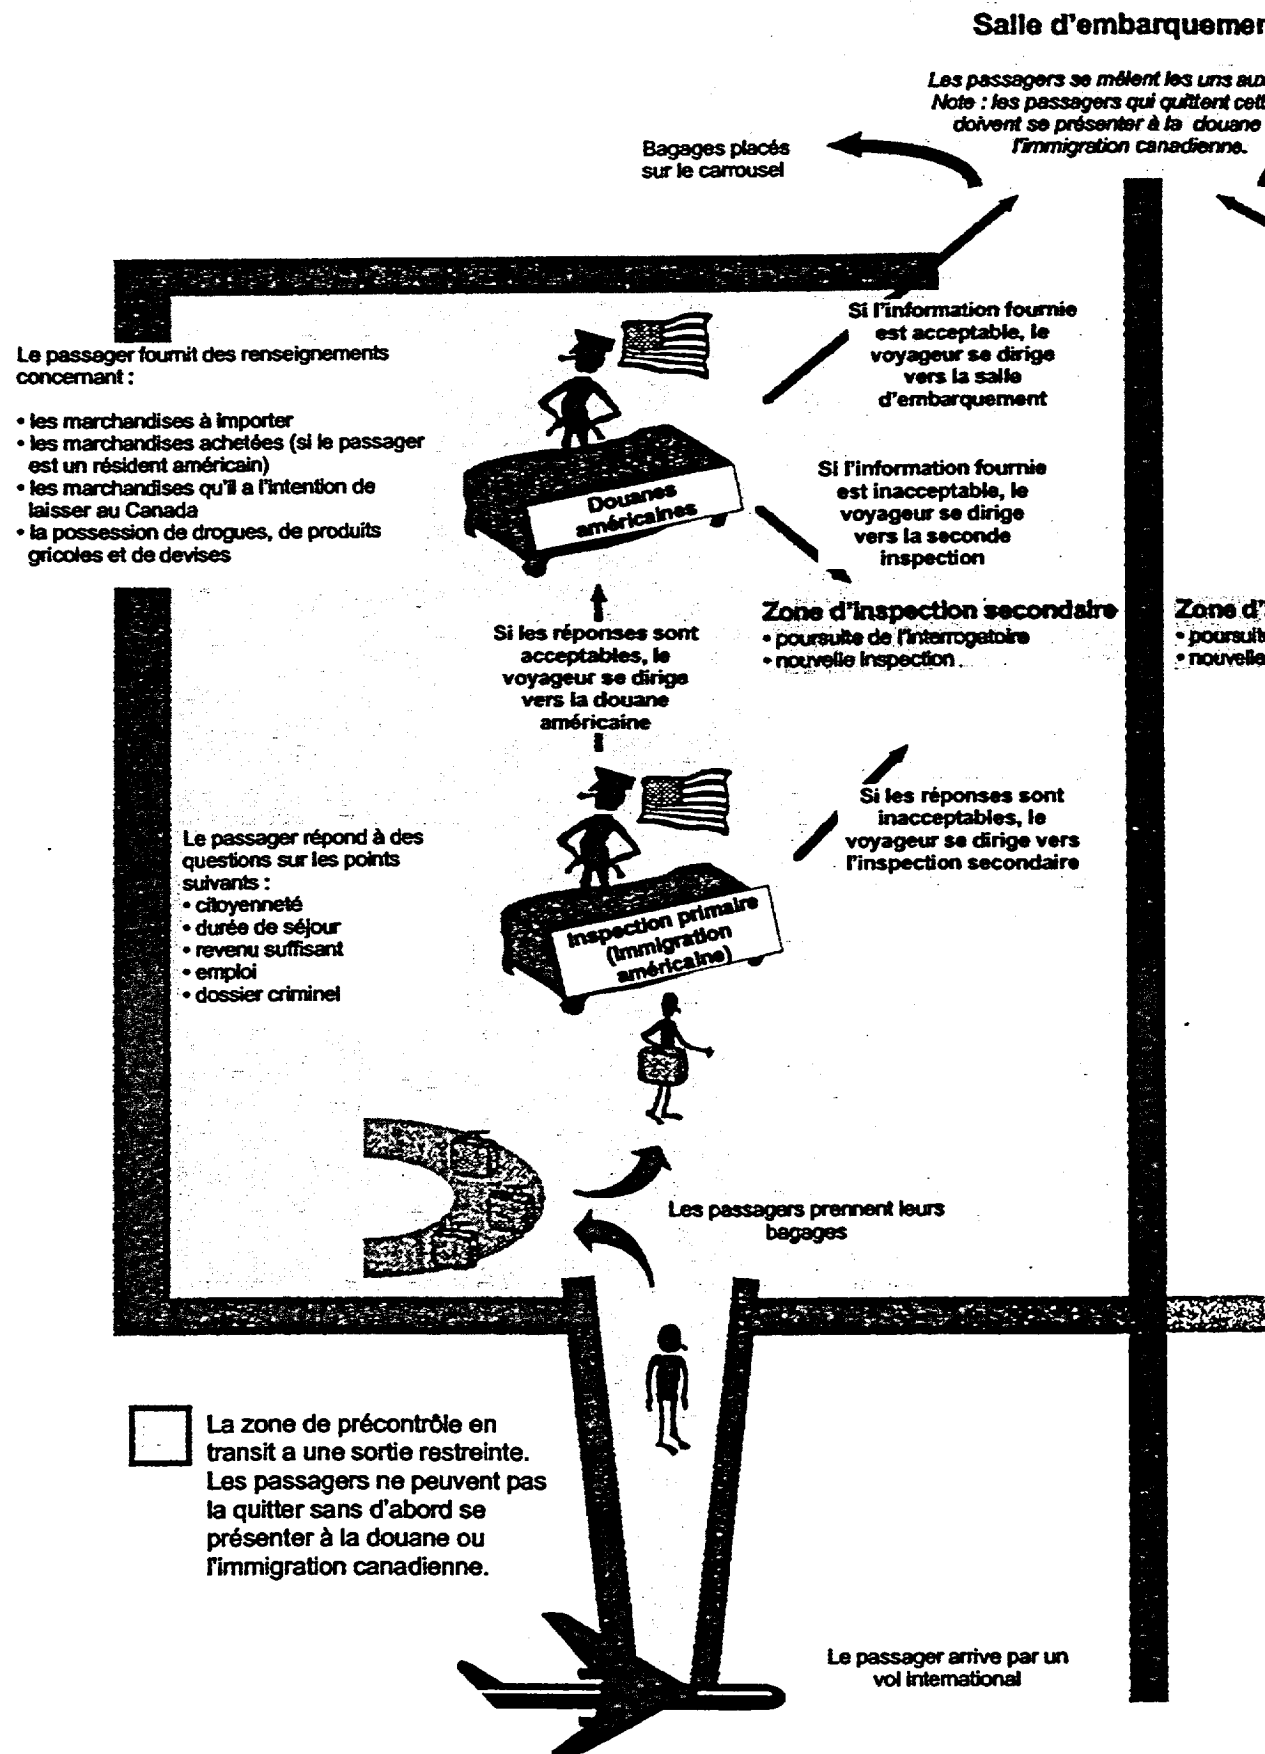 Salle d'embarquemen
Les passagers se mêlent les uns aux
Note : les passagers qui quittent cett
doivent se présenter à la douane
l'immigration canadienne.
Bagages placés
sur le carrousel
Si l'information fournie
est acceptable, le
voyageur se dirige
vers la salle
d'embarquement
Le passager fournit des renseignements
concernant :
• les marchandises à importer
• les marchandises achetées (si le passager
est un résident américain)
• les marchandises qu'il a l'intention de
laisser au Canada
• la possession de drogues, de produits
gricoles et de devises
Douanes
américaines
Si l'information fournie
est inacceptable, le
voyageur se dirige
vers la seconde
inspection
Zone d'inspection secondaire
• poursuite de l'interrogatoire
• nouvelle inspection
Zone d'
• poursuite
• nouvelle
Si les réponses sont
acceptables, le
voyageur se dirige
vers la douane
américaine
Si les réponses sont
inacceptables, le
voyageur se dirige vers
l'inspection secondaire
Le passager répond à des
questions sur les points
suivants :
• citoyenneté
• durée de séjour
• revenu suffisant
• emploi
• dossier criminel
Inspection primaire
(Immigration
américaine)
Les passagers prennent leurs
bagages
La zone de précontrôle en
transit a une sortie restreinte.
Les passagers ne peuvent pas
la quitter sans d'abord se
présenter à la douane ou
l'immigration canadienne.
Le passager arrive par un
vol international